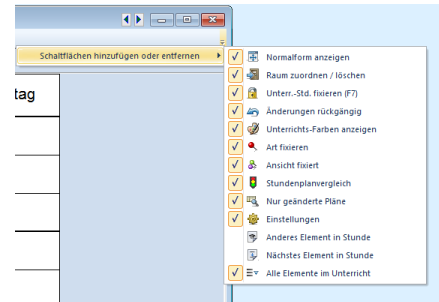 Schaltflächen hinzufügen oder entfernen
Normalform anzeigen
Raum zuordnen / löschen
Unterr.-Std. fixieren (F7)
tag
Änderungen rückgängig
Unterrichts-Farben anzeigen
Art fixieren
Ansicht fixiert
Stundenplanvergleich
Nur geänderte Pläne
Einstellungen
Anderes Element in Stunde
Nächstes Element in Stunde
Alle Elemente im Unterricht